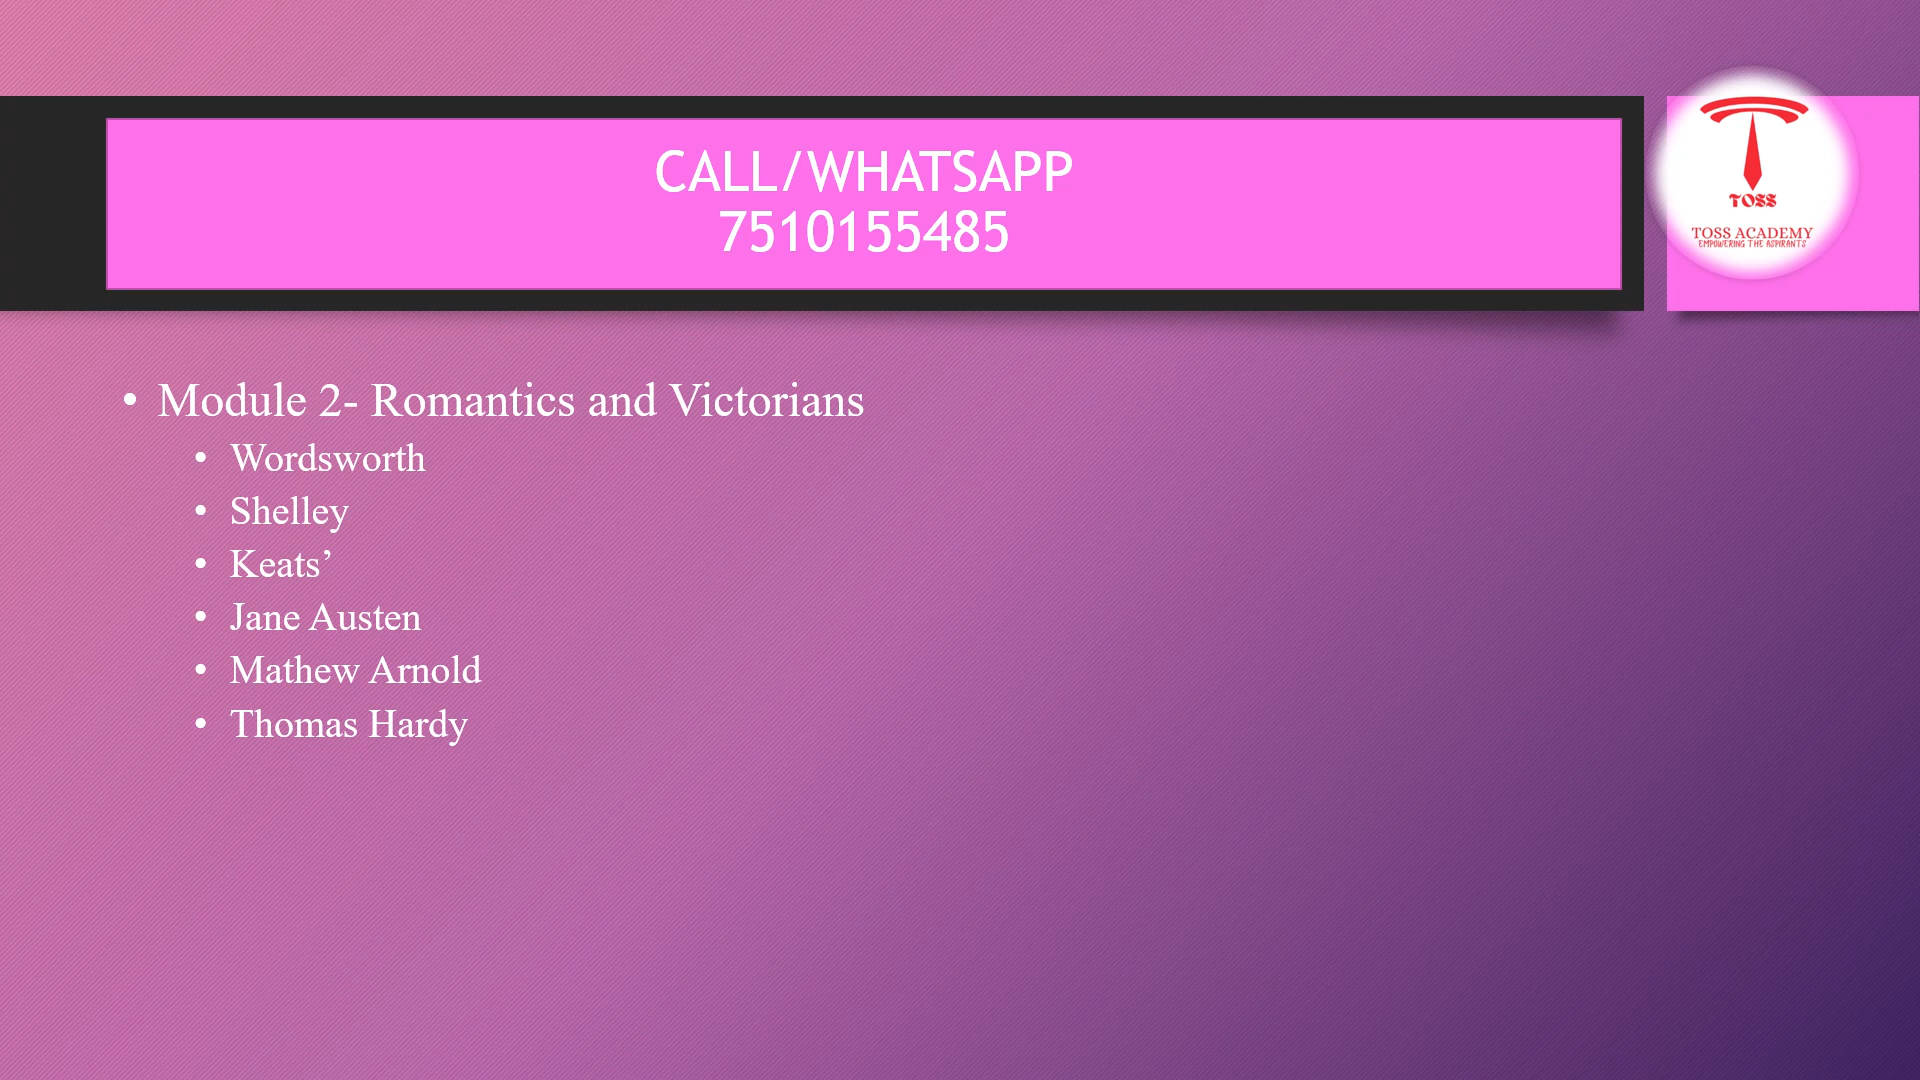 CALL/WHATSAPP
7510155485
TOSS
TOSS ACADEMY
EMPOWERING THE ASPIRANTS
• Module 2- Romantics and Victorians
• Wordsworth
• Shelley
• Keats’
• Jane Austen
• Mathew Arnold
• Thomas Hardy